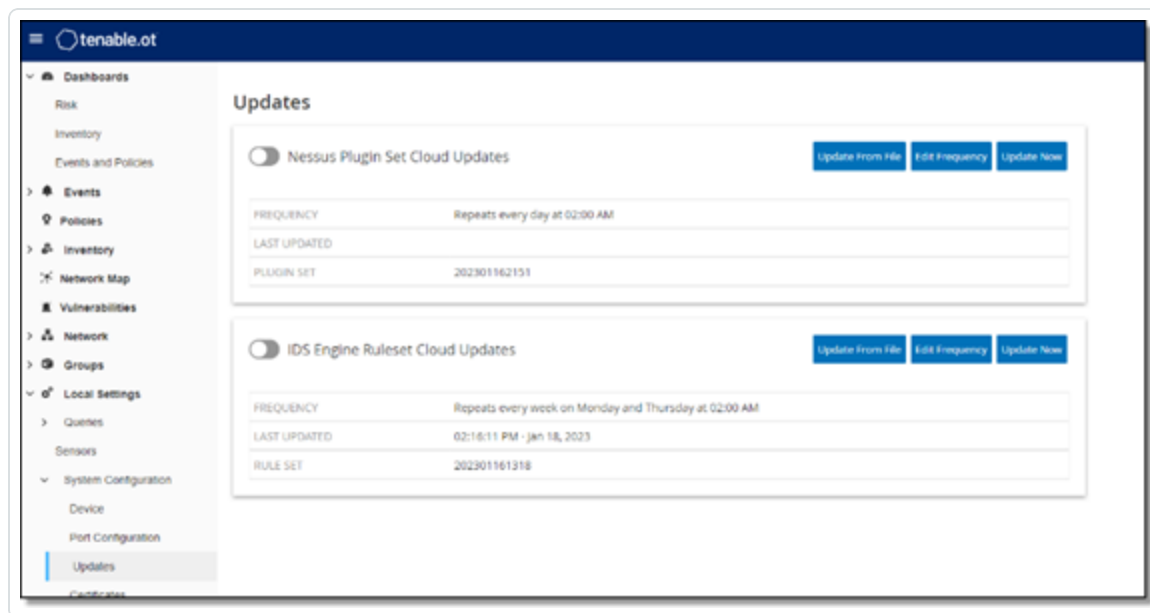 tenable.ot
Dashboards
Risk
Inventory
Events and Policies
Events
Policies
Inventory
Network Map
Vulnerabilities
Network
Groups
Local Settings
Queries
Sensors
System Configuration
Device
Port Configuration
Updates
Certificates
Updates
Nessus Plugin Set Cloud Updates
Update From File Edit Frequency Update Now
FREQUENCY Repeats every day at 02:00 AM
LAST UPDATED
PLUGIN SET 202301162151
IDS Engine Ruleset Cloud Updates
Update From File Edit Frequency Update Now
FREQUENCY Repeats every week on Monday and Thursday at 02:00 AM
LAST UPDATED 02:16:11 PM · Jan 18, 2023
RULE SET 202301161318